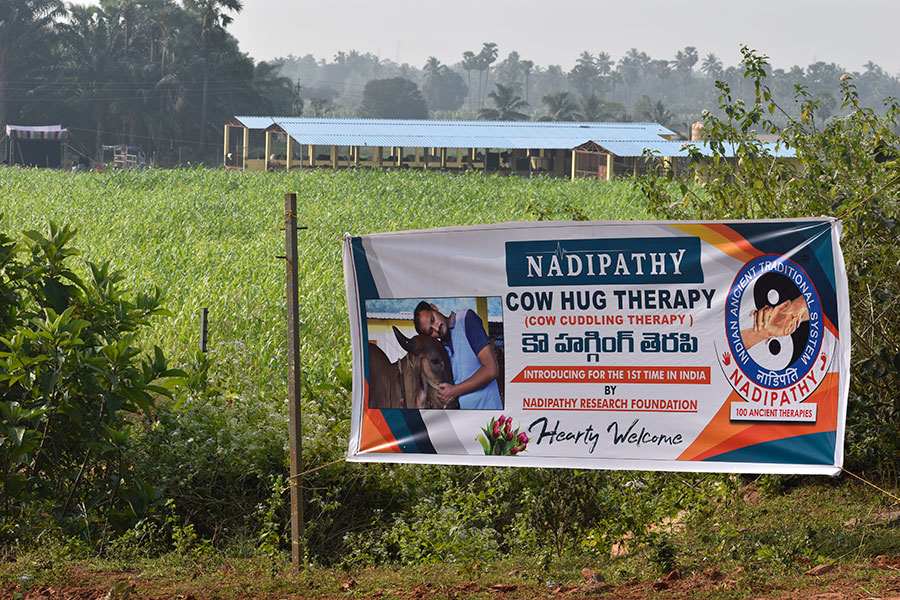 NADIPATHY
COW HUG THERAPY
(COW CUDDLING THERAPY )
కౌ హగ్గింగ్ తెరపి
INTRODUCING FOR THE 1ST TIME IN INDIA
BY
NADIPATHY RESEARCH FOUNDATION
Hearty Welcome
INDIAN ANCIENT TRADITIONAL SYSTEM
नाडीपति
NADIPATHY
100 ANCIENT THERAPIES